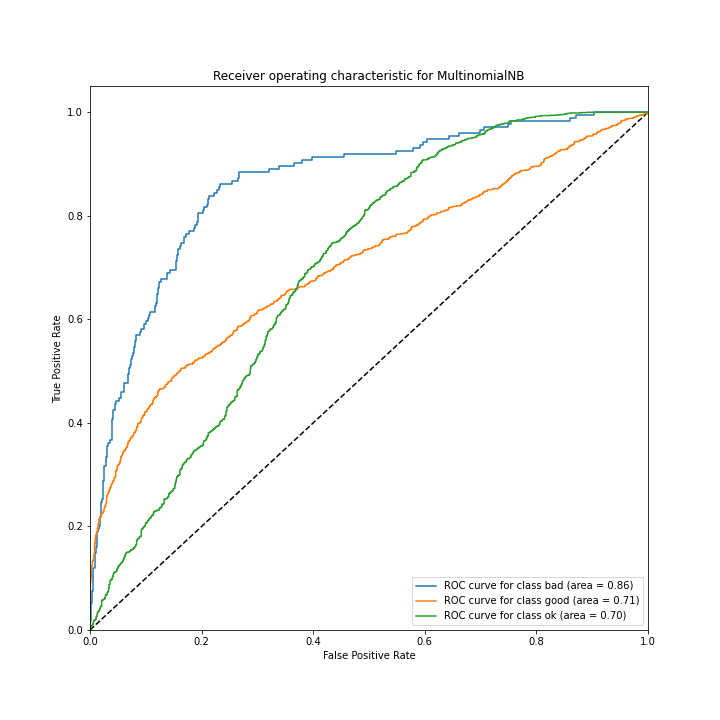 Receiver operating characteristic for MultinomialNB
True Positive Rate
1.0
0.8
0.6
0.4
0.2
0.0
0.0 0.2 0.4 0.6 0.8 1.0
False Positive Rate
ROC curve for class bad (area = 0.86)
ROC curve for class good (area = 0.71)
ROC curve for class ok (area = 0.70)